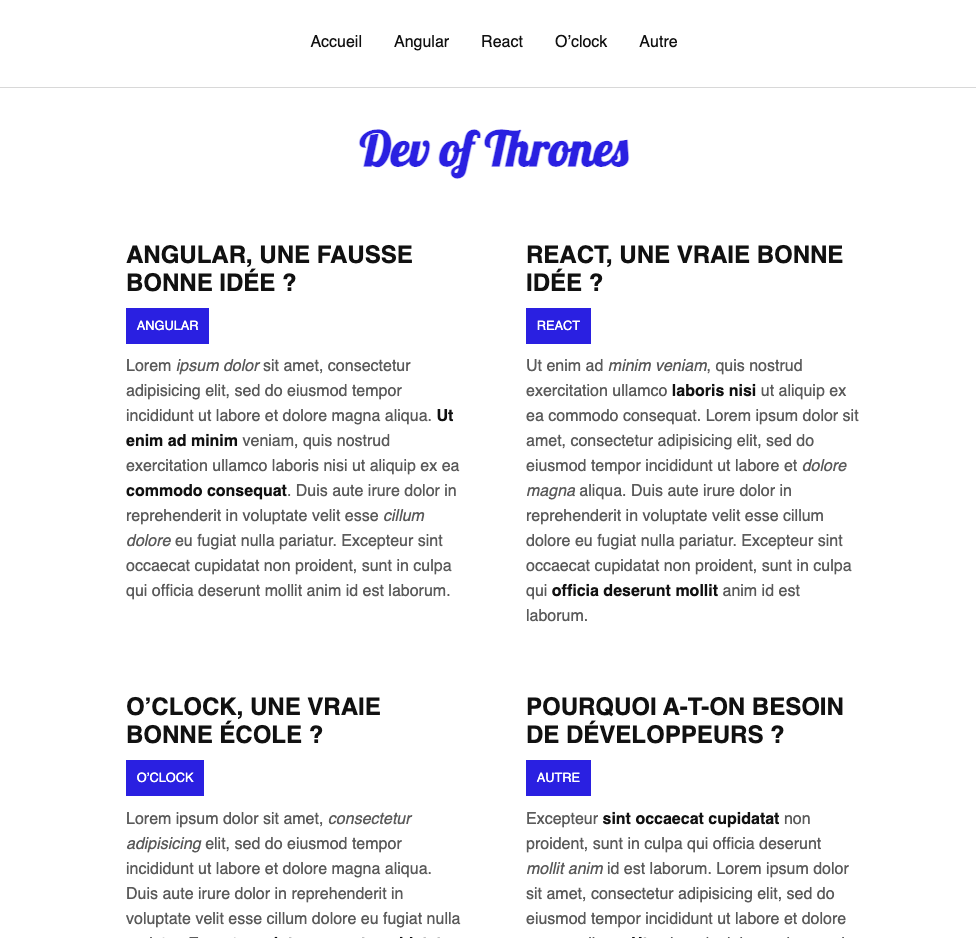 Accueil Angular React O’clock Autre
Dev of Thrones
ANGULAR, UNE FAUSSE
BONNE IDÉE ?
ANGULAR
Lorem ipsum dolor sit amet, consectetur
adipisicing elit, sed do eiusmod tempor
incididunt ut labore et dolore magna aliqua. Ut
enim ad minim veniam, quis nostrud
exercitation ullamco laboris nisi ut aliquip ex ea
commodo consequat. Duis aute irure dolor in
reprehenderit in voluptate velit esse cillum
dolore eu fugiat nulla pariatur. Excepteur sint
occaecat cupidatat non proident, sunt in culpa
qui officia deserunt mollit anim id est laborum.
REACT, UNE VRAIE BONNE
IDÉE ?
REACT
Ut enim ad minim veniam, quis nostrud
exercitation ullamco laboris nisi ut aliquip ex
ea commodo consequat. Lorem ipsum dolor sit
amet, consectetur adipisicing elit, sed do
eiusmod tempor incididunt ut labore et dolore
magna aliqua. Duis aute irure dolor in
reprehenderit in voluptate velit esse cillum
dolore eu fugiat nulla pariatur. Excepteur sint
occaecat cupidatat non proident, sunt in culpa
qui officia deserunt mollit anim id est
laborum.
O’CLOCK, UNE VRAIE
BONNE ÉCOLE ?
O’CLOCK
Lorem ipsum dolor sit amet, consectetur
adipisicing elit, sed do eiusmod tempor
incididunt ut labore et dolore magna aliqua.
Duis aute irure dolor in reprehenderit in
voluptate velit esse cillum dolore eu fugiat nulla
POURQUOI A-T-ON BESOIN
DE DÉVELOPPEURS ?
AUTRE
Excepteur sint occaecat cupidatat non
proident, sunt in culpa qui officia deserunt
mollit anim id est laborum. Lorem ipsum dolor
sit amet, consectetur adipisicing elit, sed do
eiusmod tempor incididunt ut labore et dolore